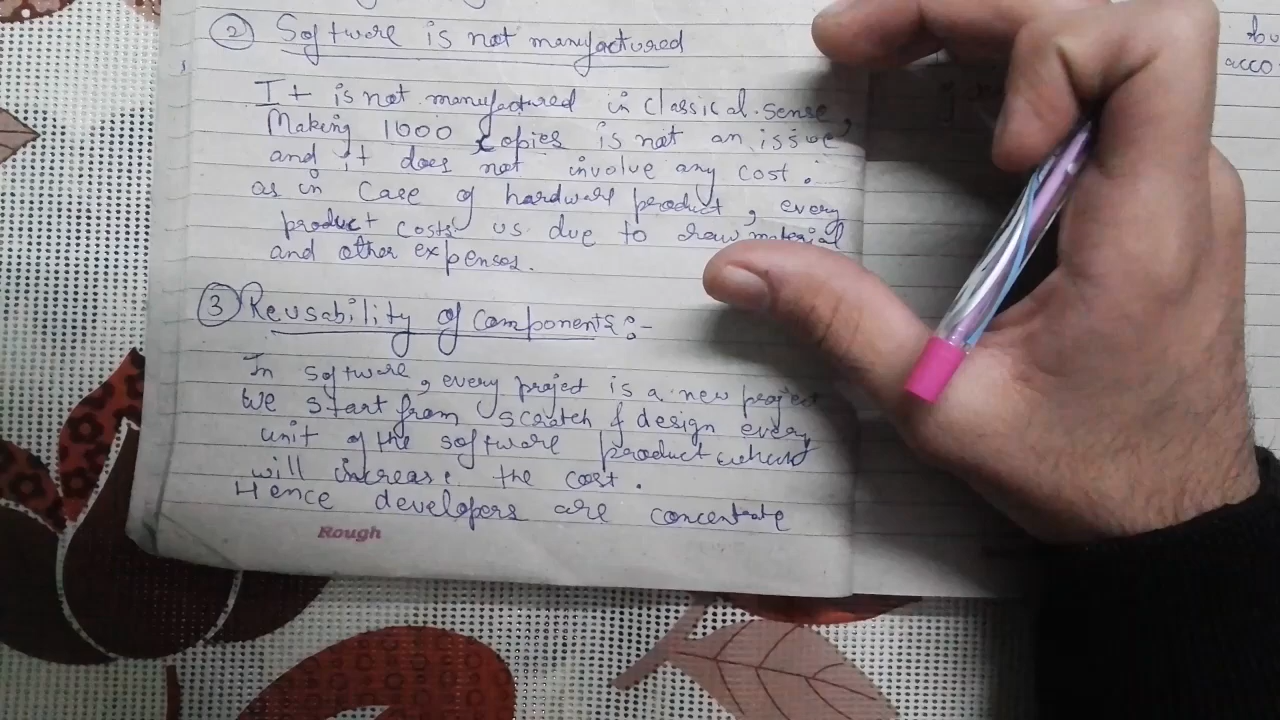 ② Software is not manufactured
It is not manufactured in classical sense,
Making 1000 copies is not an issue
and it does not involve any cost.
as in case of hardware product, every
product costs us due to raw material
and other expenses.
③ Reusability of components:-
In software, every project is a new project
We start from scratch & design every
unit of the software product which
will increase the cost.
Hence developers are concentrate
Rough
acco